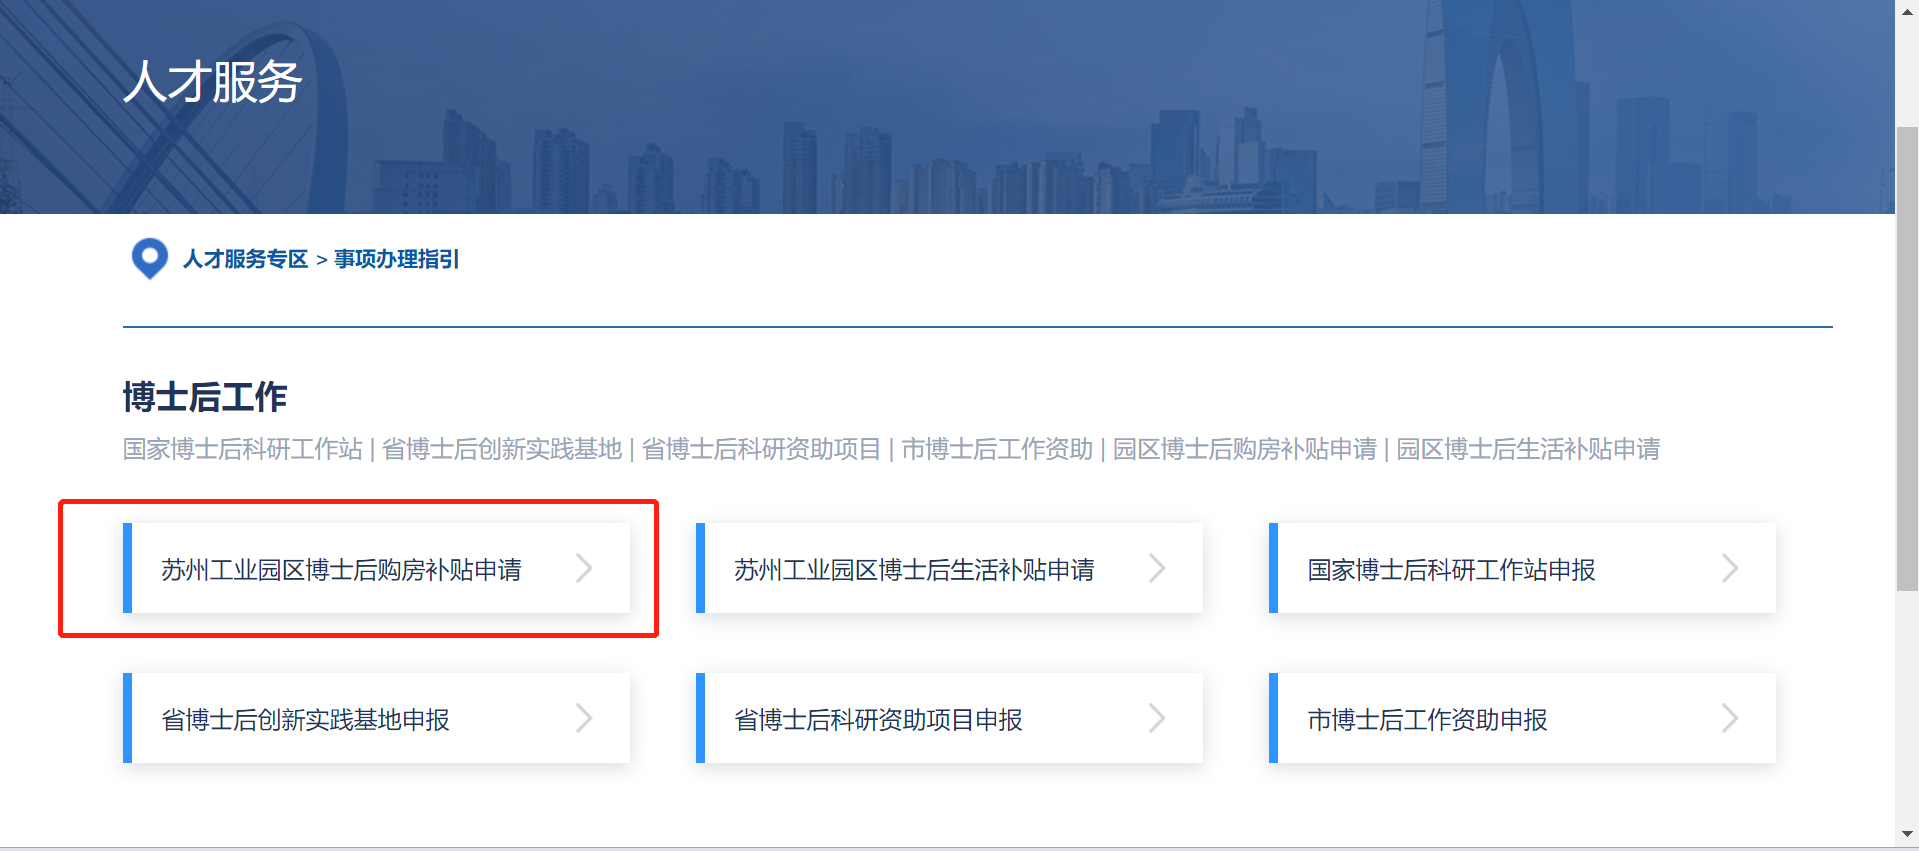 人才服务
人才服务专区 > 事项办理指引
博士后工作
国家博士后科研工作站 | 省博士后创新实践基地 | 省博士后科研资助项目 | 市博士后工作资助 | 园区博士后购房补贴申请 | 园区博士后生活补贴申请
苏州工业园区博士后购房补贴申请
苏州工业园区博士后生活补贴申请
国家博士后科研工作站申报
省博士后创新实践基地申报
省博士后科研资助项目申报
市博士后工作资助申报